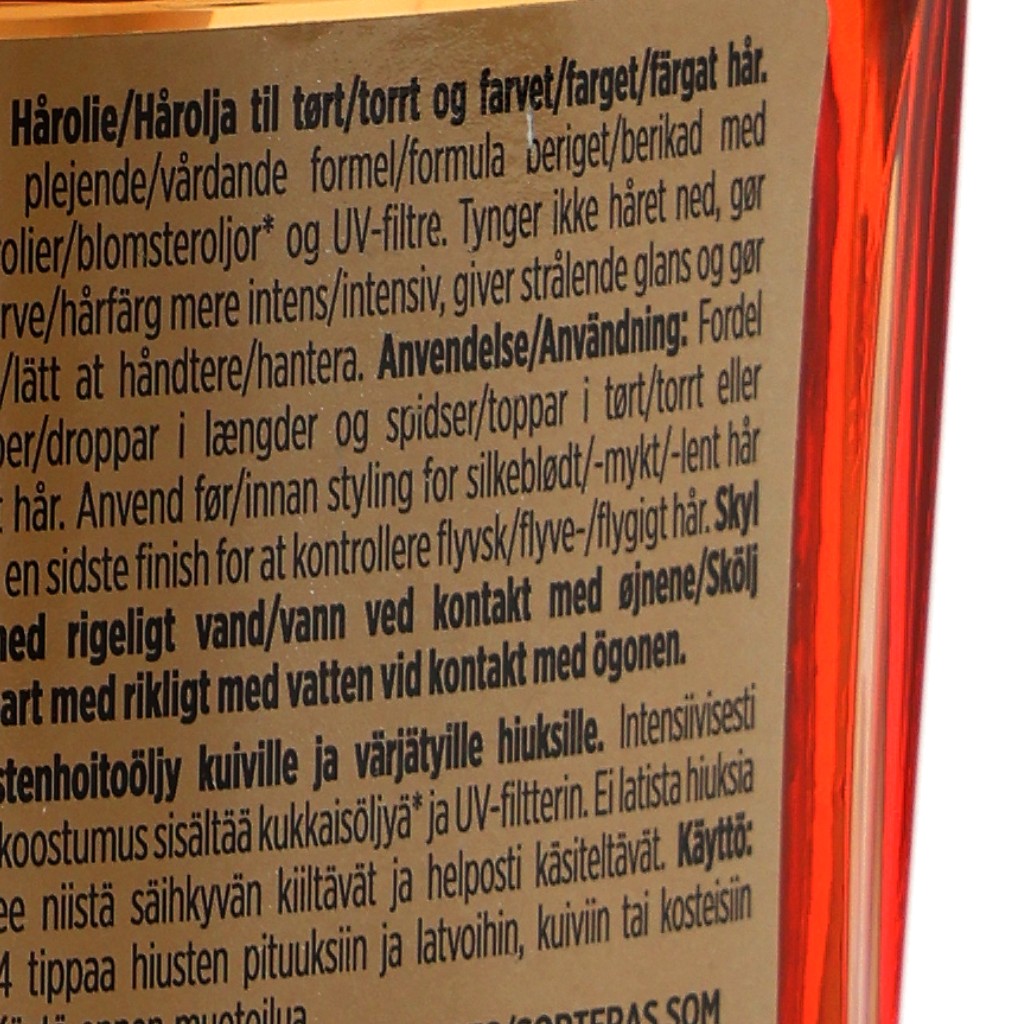 Hårolie/Hårolja til tørt/torrt og farvet/farget/färgat hår.
plejende/vårdande formel/formula beriget/berikad med
olier/blomsteroljor* og UV-filtre. Tynger ikke håret ned, gør
rve/hårfärg mere intens/intensiv, giver strålende glans og gør
/lätt at håndtere/hantera. Anvendelse/Användning: Fordel
er/droppar i længder og spidser/toppar i tørt/torrt eller
hår. Anvend før/innan styling for silkeblødt/-mykt/-lent hår
en sidste finish for at kontrollere flyvsk/flyve-/flygigt hår. Skyl
ed rigeligt vand/vann ved kontakt med øjnene/Skölj
art med rikligt med vatten vid kontakt med ögonen.
stenhoitoöljy kuiville ja värjätyille hiuksille. Intensiivisesti
koostumus sisältää kukkaisöljyä* ja UV-filtterin. Ei latista hiuksia
ee niistä säihkyvän kiiltävät ja helposti käsiteltävät. Käyttö:
4 tippaa hiusten pituuksiin ja latvoihin, kuiviin tai kosteisiin
muotoilua
SOM